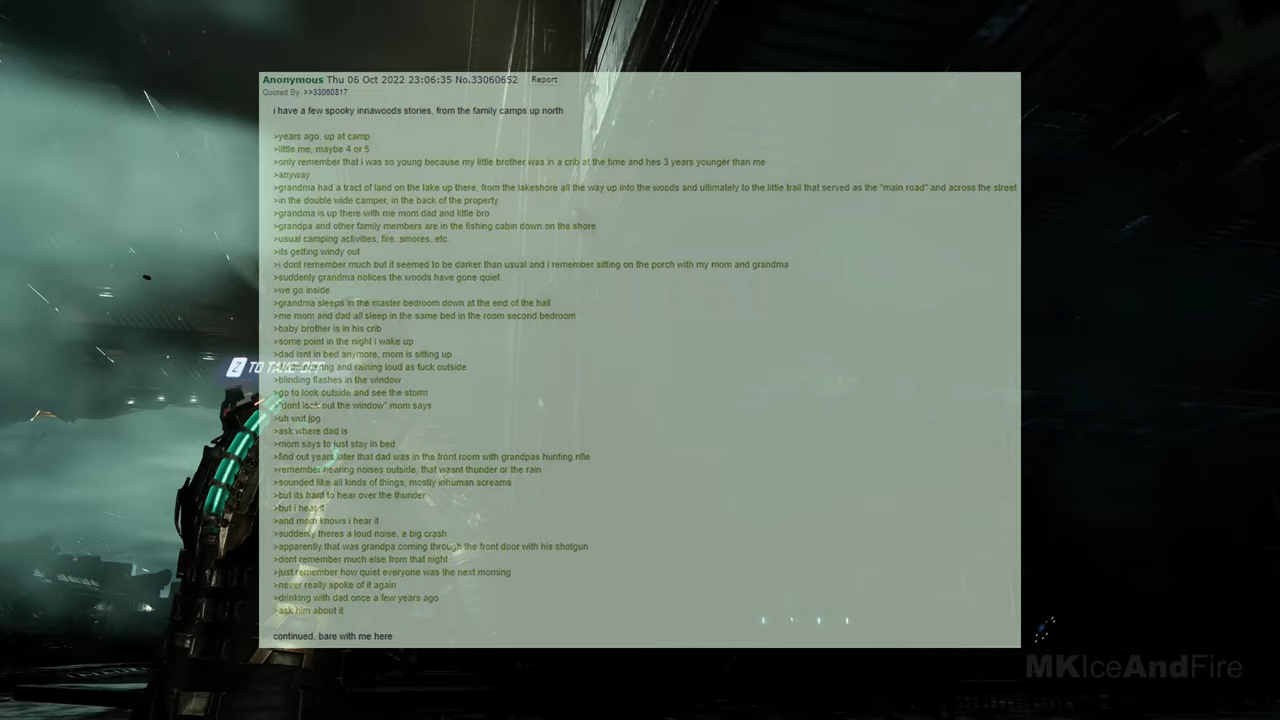 Anonymous Thu 06 Oct 2022 23:06:35 No.33060652 Report
Quoted By: >>33060817
i have a few spooky innawoods stories, from the family camps up north
>years ago, up at camp
>little me, maybe 4 or 5
>only remember that i was so young because my little brother was in a crib at the time and hes 3 years younger than me
>anyway
>grandma had a tract of land on the lake up there, from the lakeshore all the way up into the woods and ultimately to the little trail that served as the "main road" and across the street
>in the double wide camper, in the back of the property
>grandma is up there with me mom dad and little bro
>grandpa and other family members are in the fishing cabin down on the shore
>usual camping activities, fire, smores, etc.
>its getting windy out
>i dont remember much but it seemed to be darker than usual and i remember sitting on the porch with my mom and grandma
>suddenly grandma notices the woods have gone quiet
>we go inside
>grandma sleeps in the master bedroom down at the end of the hall
>me mom and dad all sleep in the same bed in the room second bedroom
>baby brother is in his crib
>some point in the night i wake up
>dad isnt in bed anymore, mom is sitting up
and raining loud as fuck outside
>blinding flashes in the window
>go to look outside and see the storm
>"dont look out the window" mom says
>uh wut.jpg
>ask where dad is
>mom says to just stay in bed
>find out years later that dad was in the front room with grandpas hunting rifle
>remember hearing noises outside, that wasnt thunder or the rain
>sounded like all kinds of things, mostly inhuman screams
>but its hard to hear over the thunder
>but i hear it
>and mom knows i hear it
>suddenly theres a loud noise, a big crash
>apparently that was grandpa coming through the front door with his shotgun
>dont remember much else from that night
>just remember how quiet everyone was the next morning
>never really spoke of it again
>drinking with dad once a few years ago
>ask him about it
continued, bare with me here
Z TO TAKE OFF
MKIceAndFire